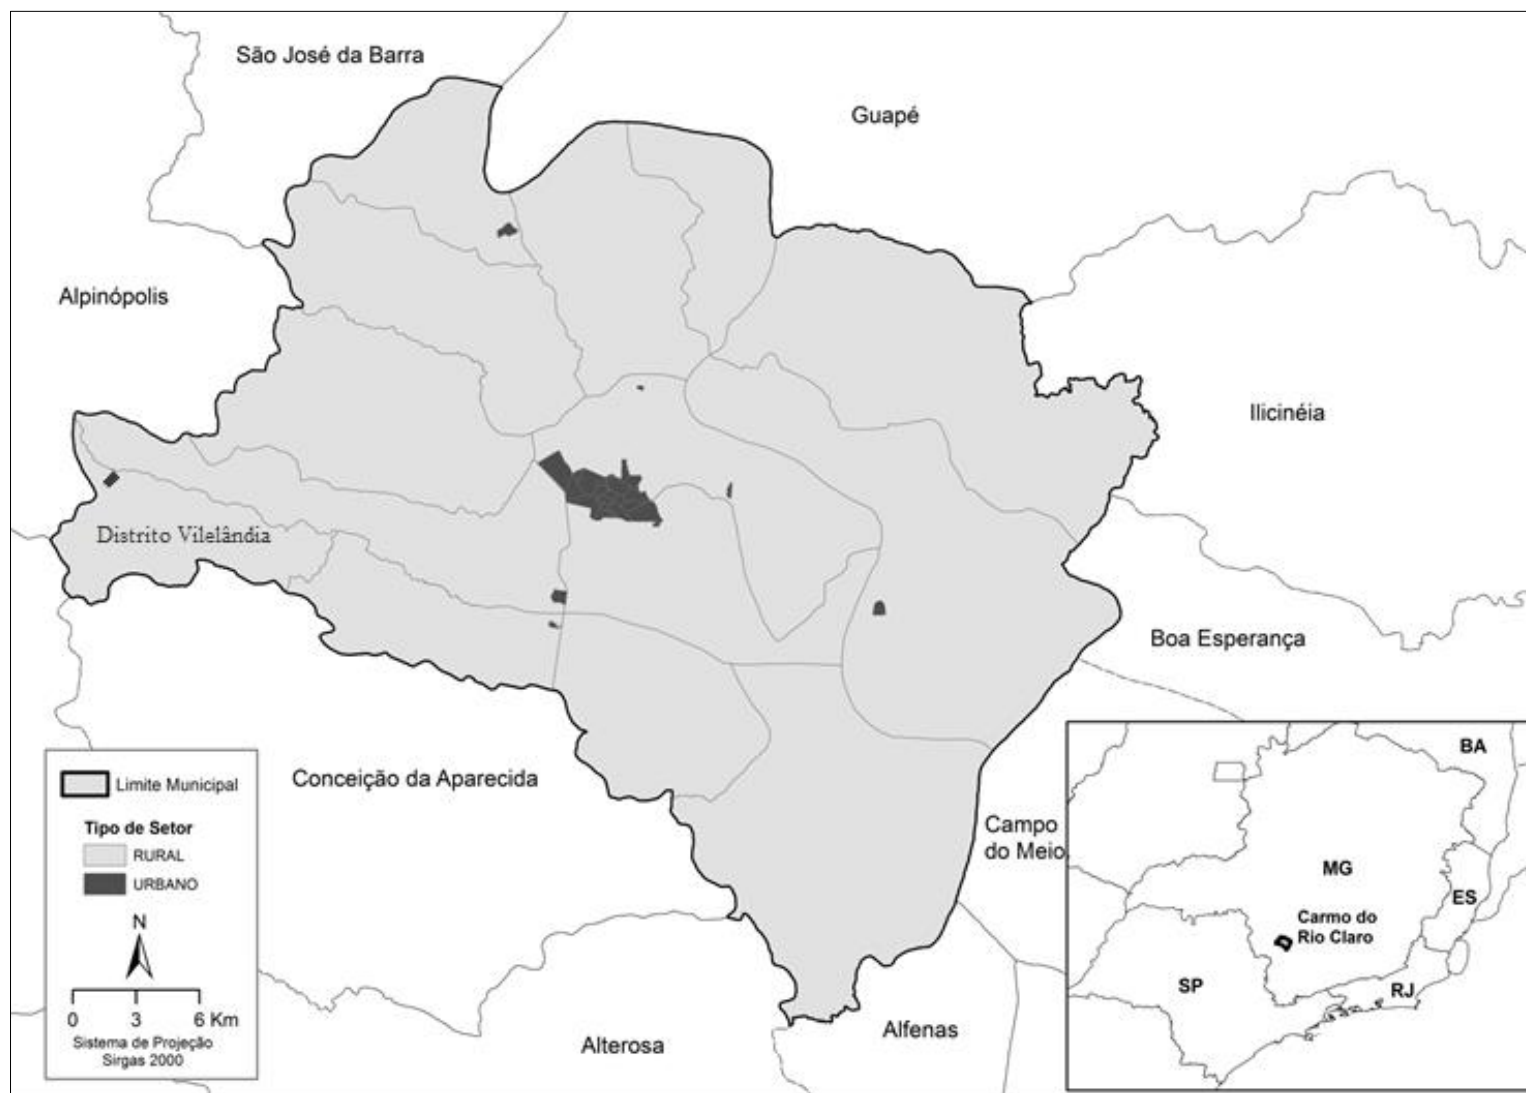 São José da Barra
Guapé
Alpinópolis
Ilicinéia
Distrito Vilelândia
Boa Esperança
Conceição da Aparecida
Campo
do Meio
Alterosa
Alfenas
Limite Municipal
Tipo de Setor
RURAL
URBANO
N
0 3 6 Km
Sistema de Projeção
Sirgas 2000
BA
MG
ES
Carmo do
Rio Claro
SP
RJ